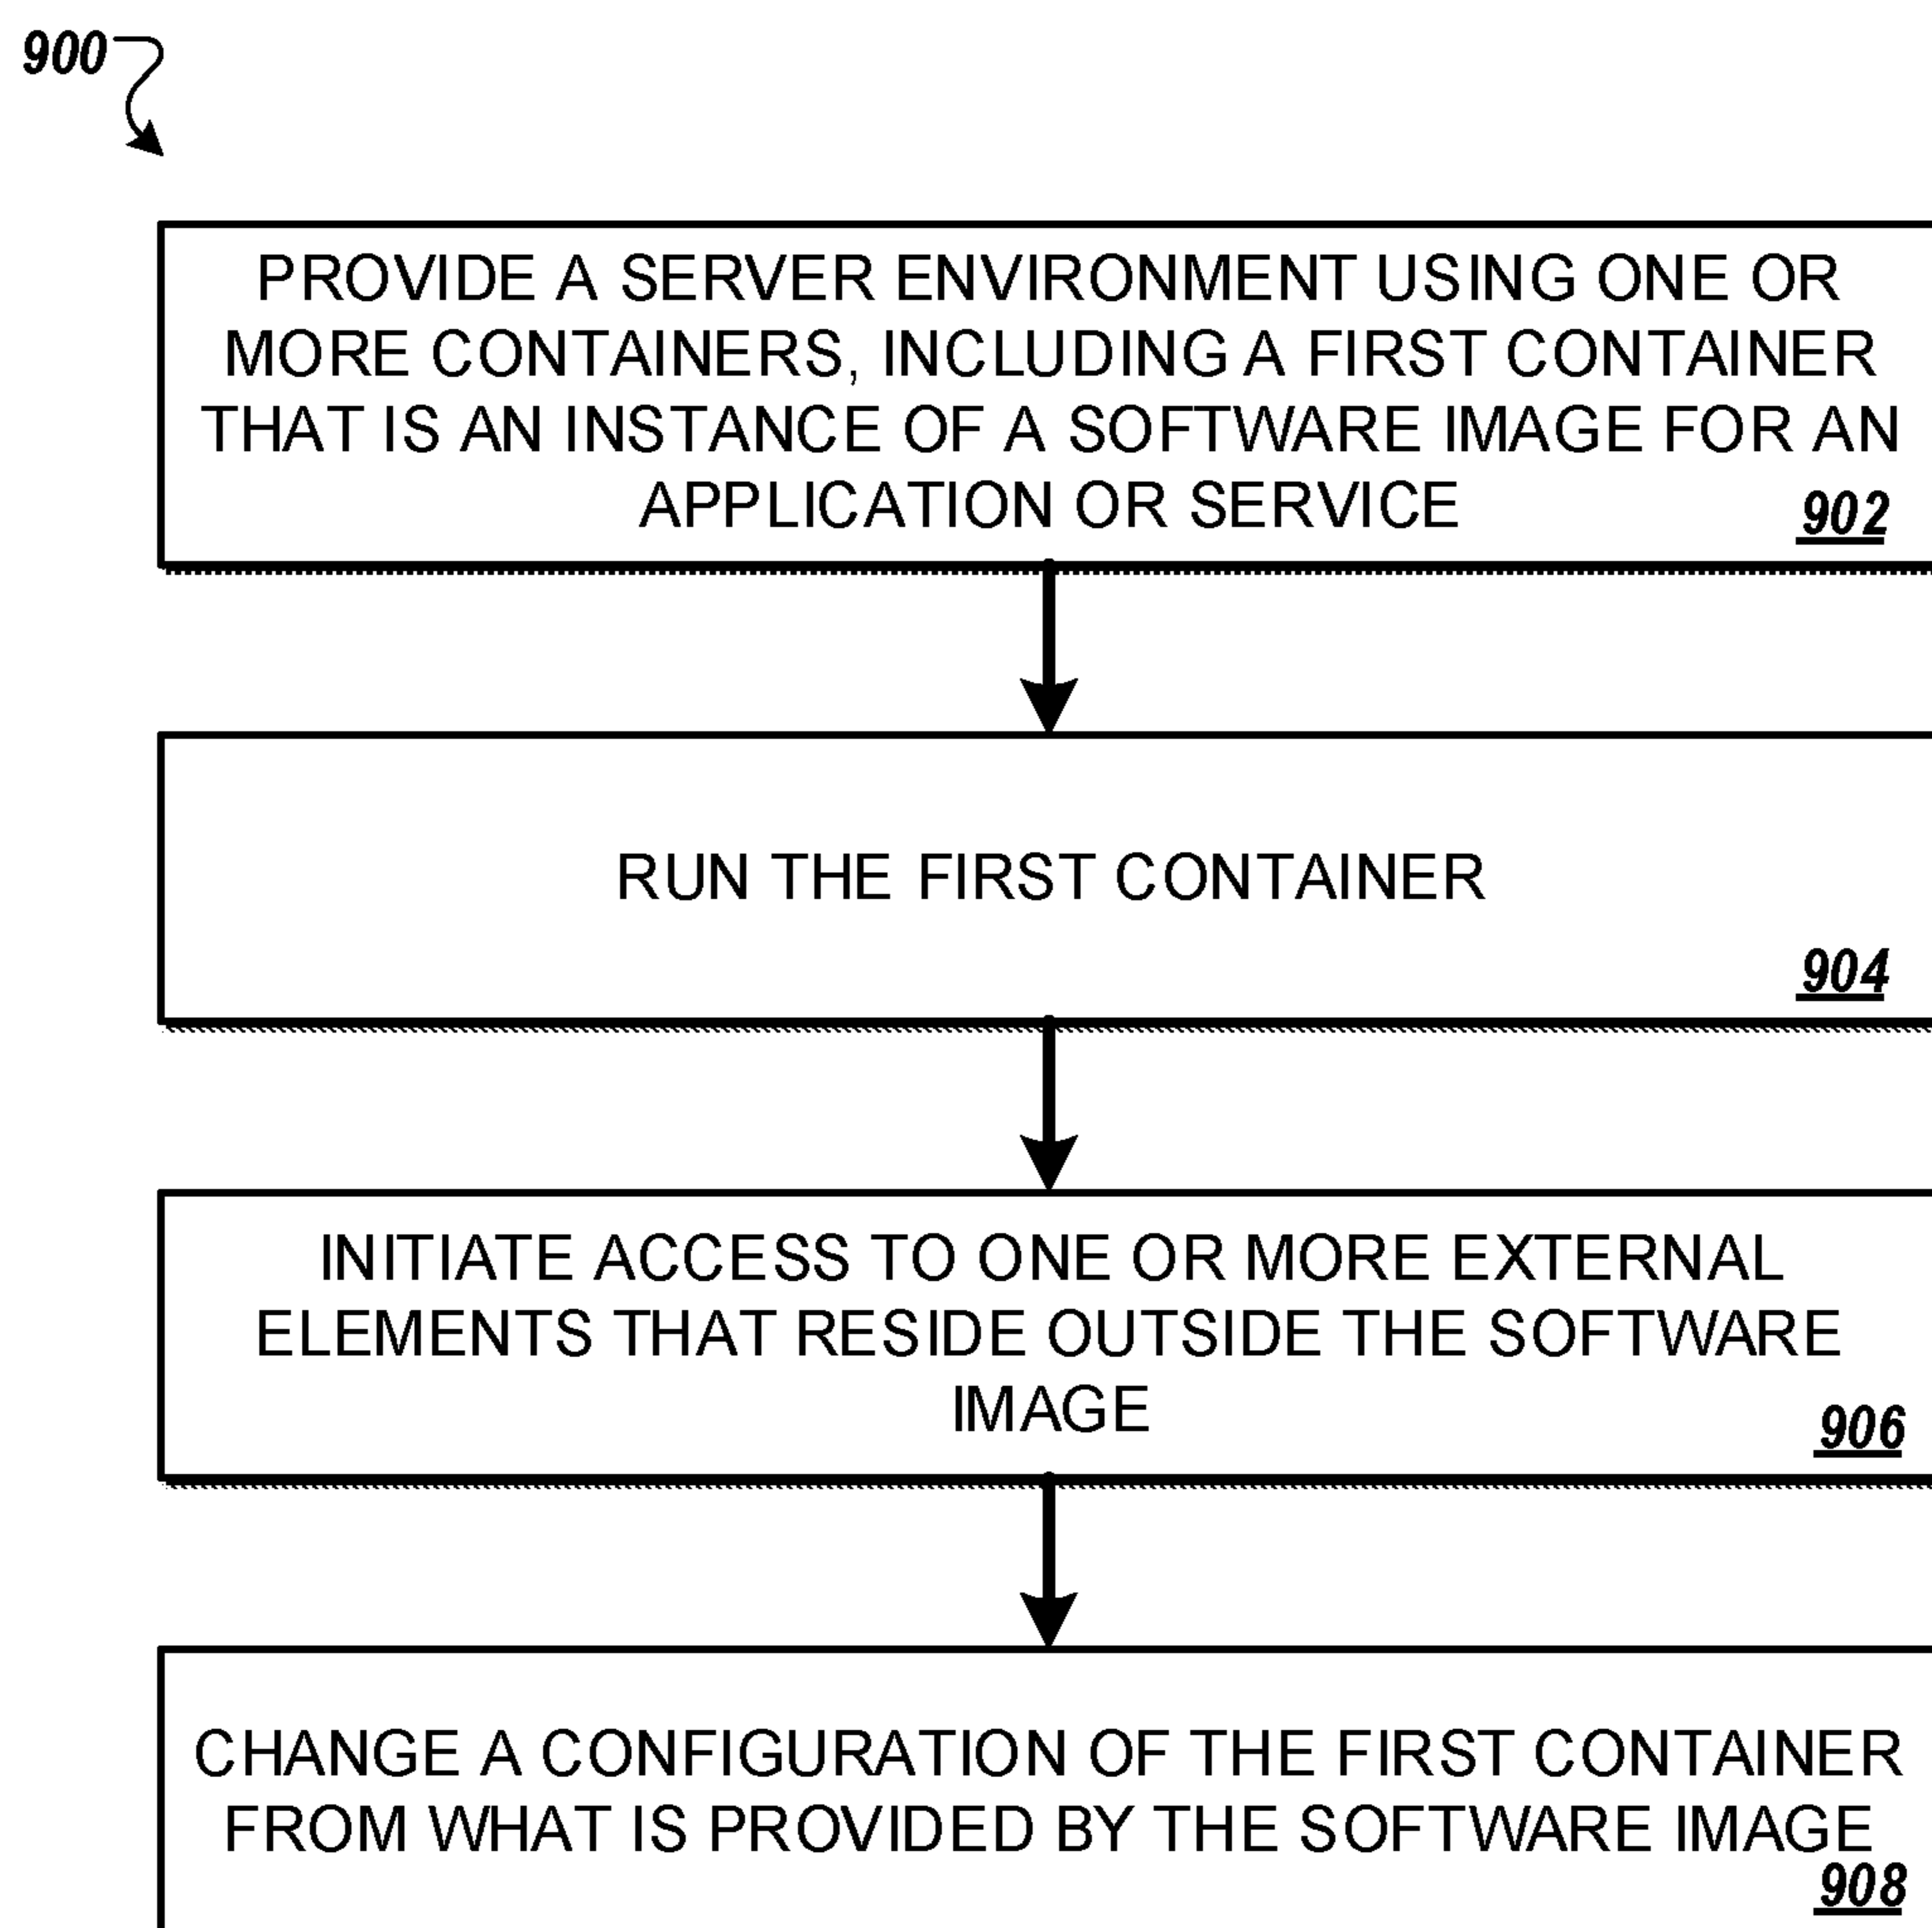 900
PROVIDE A SERVER ENVIRONMENT USING ONE OR
MORE CONTAINERS, INCLUDING A FIRST CONTAINER
THAT IS AN INSTANCE OF A SOFTWARE IMAGE FOR AN
APPLICATION OR SERVICE
902
RUN THE FIRST CONTAINER
904
INITIATE ACCESS TO ONE OR MORE EXTERNAL
ELEMENTS THAT RESIDE OUTSIDE THE SOFTWARE
IMAGE
906
CHANGE A CONFIGURATION OF THE FIRST CONTAINER
FROM WHAT IS PROVIDED BY THE SOFTWARE IMAGE
908